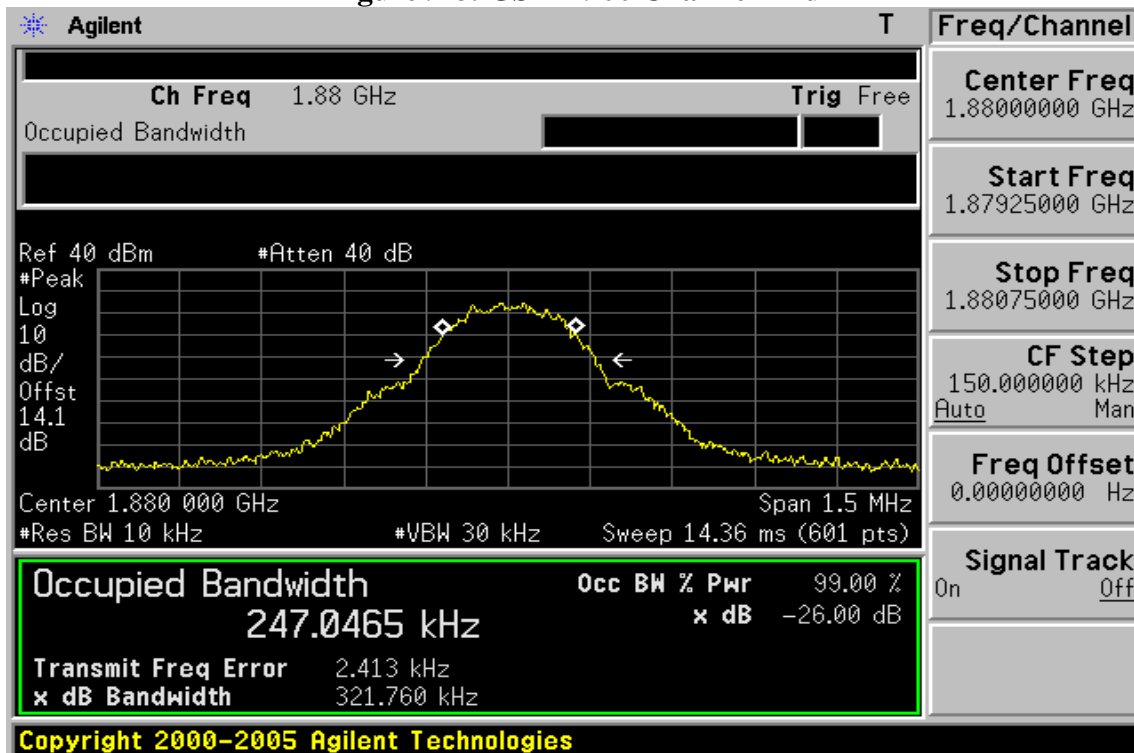 Agilent T
Ch Freq 1.88 GHz Trig Free
Occupied Bandwidth
Ref 40 dBm #Atten 40 dB
#Peak
Log
10
dB/
Offst
14.1
dB
Center 1.880 000 GHz Span 1.5 MHz
#Res BW 10 kHz #VBW 30 kHz Sweep 14.36 ms (601 pts)
Occupied Bandwidth
247.0465 kHz
Occ BW % Pwr 99.00 %
x dB -26.00 dB
Transmit Freq Error 2.413 kHz
x dB Bandwidth 321.760 kHz
Copyright 2000-2005 Agilent Technologies
Freq/Channel
Center Freq
1.88000000 GHz
Start Freq
1.87925000 GHz
Stop Freq
1.88075000 GHz
CF Step
150.000000 kHz
Auto Man
Freq Offset
0.00000000 Hz
Signal Track
On Off